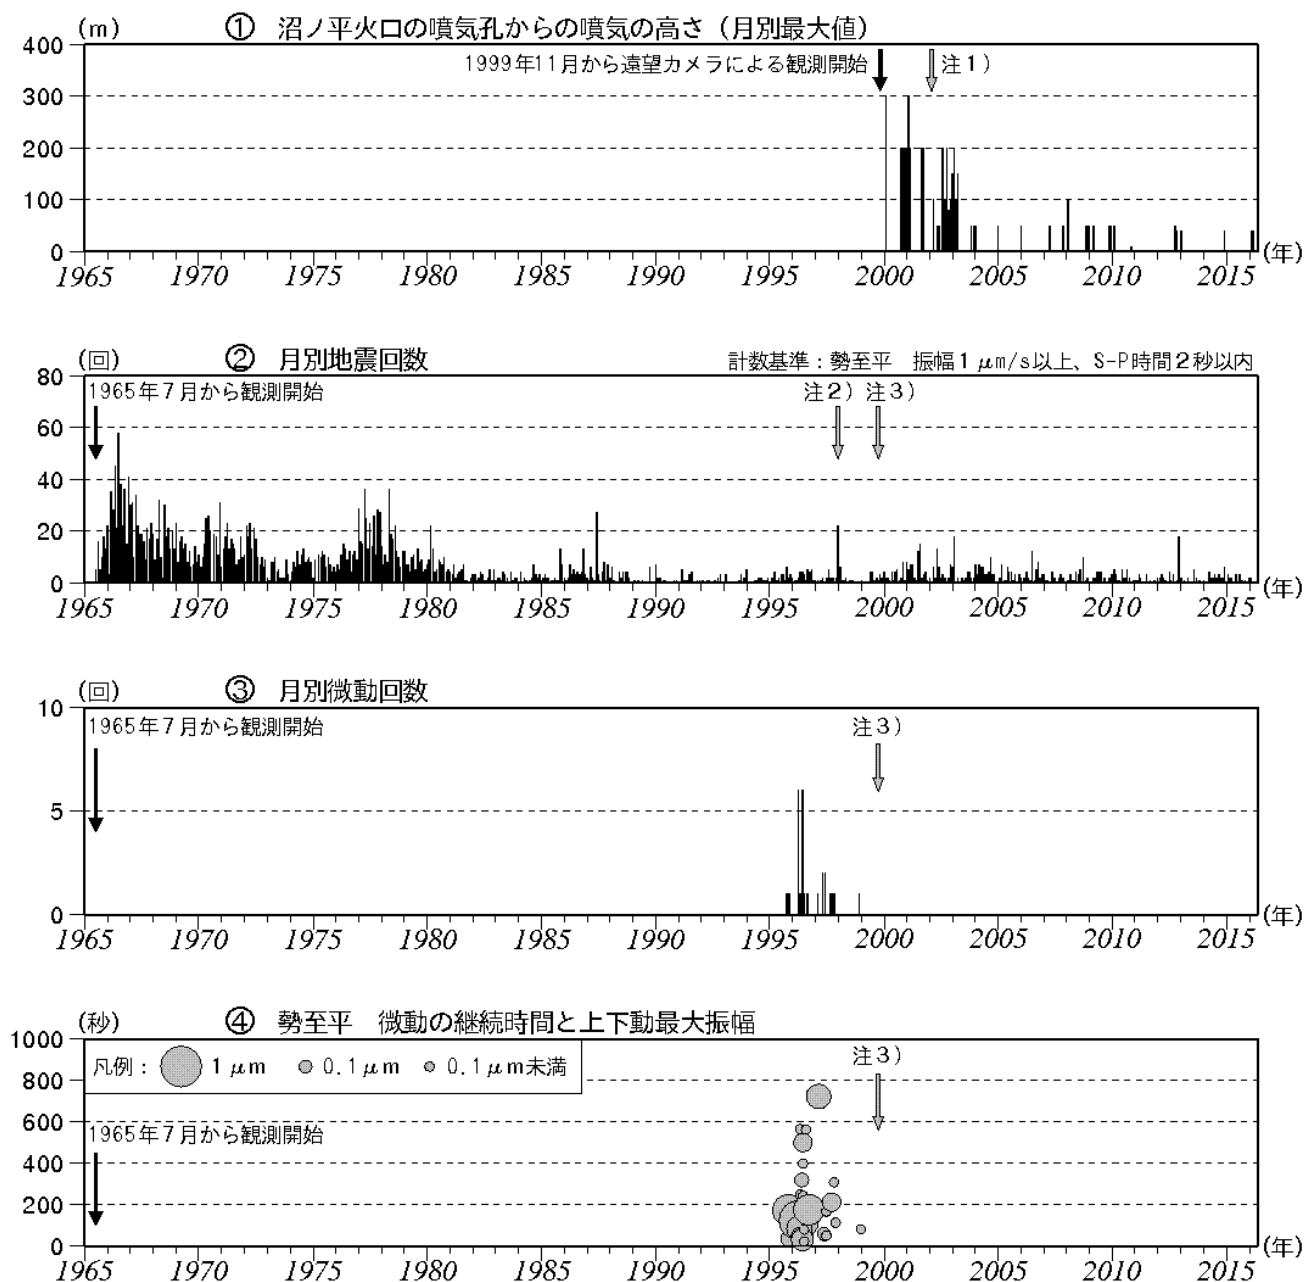 (m) ① 沼ノ平火口の噴気孔からの噴気の高さ（月別最大値）
400
1999年11月から遠望カメラによる観測開始 注1)
300
200
100
0
1965 1970 1975 1980 1985 1990 1995 2000 2005 2010 2015 (年)
(回) ② 月別地震回数 計数基準：勢至平 振幅1μm/s以上、S-P時間2秒以内
80
1965年7月から観測開始 注2) 注3)
60
40
20
0
1965 1970 1975 1980 1985 1990 1995 2000 2005 2010 2015 (年)
(回) ③ 月別微動回数
10
1965年7月から観測開始 注3)
5
0
1965 1970 1975 1980 1985 1990 1995 2000 2005 2010 2015 (年)
(秒) ④ 勢至平 微動の継続時間と上下動最大振幅
1000
凡例： 1μm 0.1μm 0.1μm未満 注3)
800
600
1965年7月から観測開始
400
200
0
1965 1970 1975 1980 1985 1990 1995 2000 2005 2010 2015 (年)